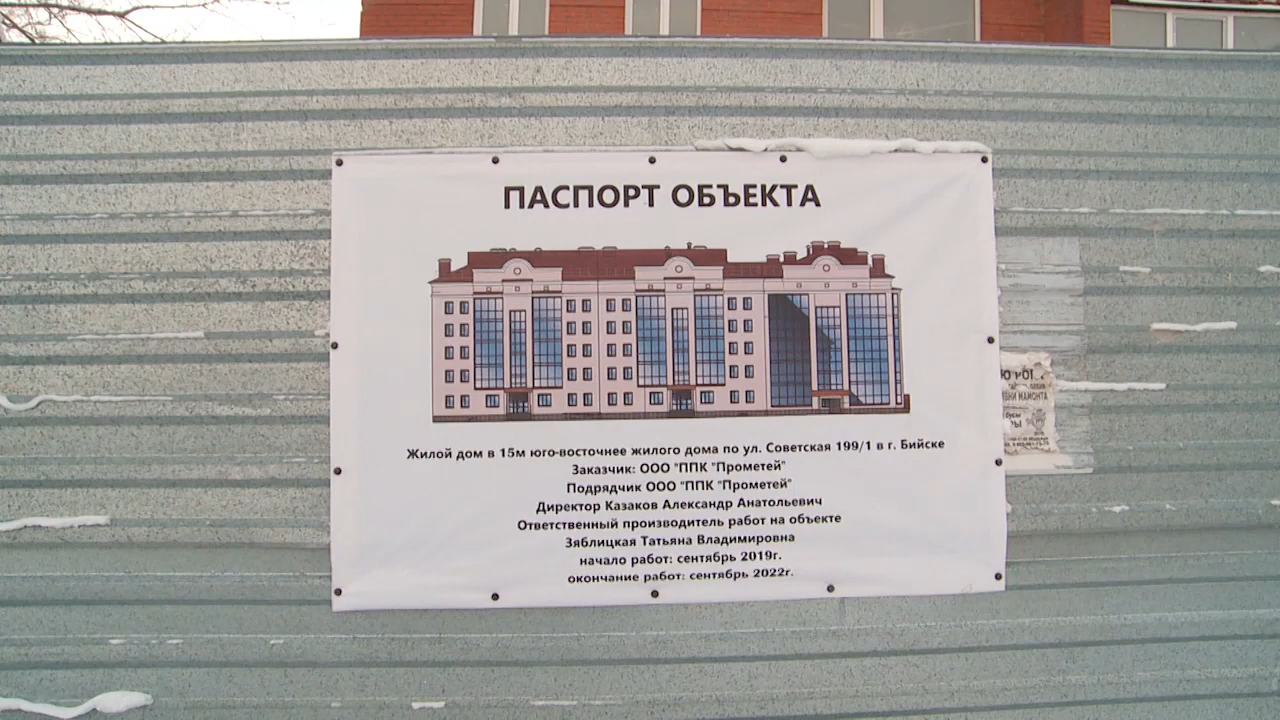 ПАСПОРТ ОБЪЕКТА
Жилой дом в 15м юго-восточнее жилого дома по ул. Советская 199/1 в г. Бийске
Заказчик: ООО "ППК "Прометей"
Подрядчик ООО "ППК "Прометей"
Директор Казаков Александр Анатольевич
Ответственный производитель работ на объекте
Зяблицкая Татьяна Владимировна
начало работ: сентябрь 2019г.
окончание работ: сентябрь 2022г.
МАМОНТА